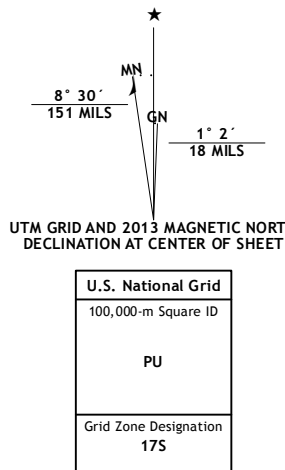 MN
8° 30´
151 MILS
GN
1° 2´
18 MILS
UTM GRID AND 2013 MAGNETIC NORT
DECLINATION AT CENTER OF SHEET
U.S. National Grid
100,000-m Square ID
PU
Grid Zone Designation
17S